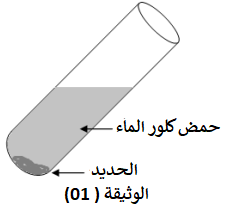 حمض كلور الماء
الحديد
الوثيقة ( 01)